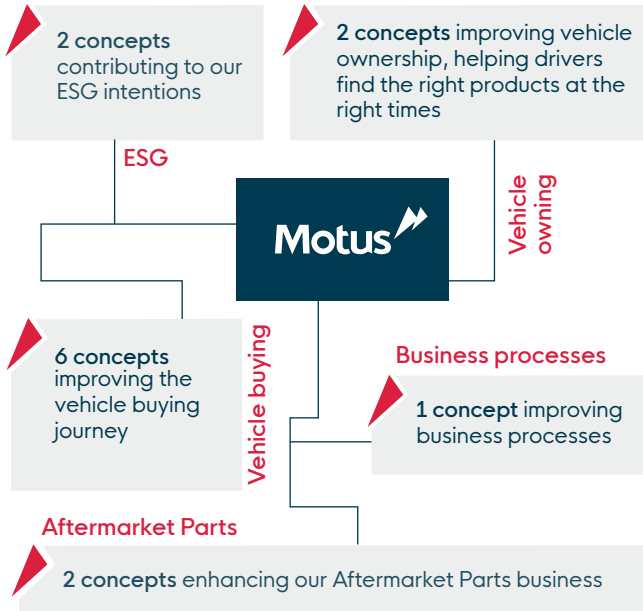 2 concepts
contributing to our
ESG intentions
2 concepts improving vehicle
ownership, helping drivers
find the right products at the
right times
ESG
Vehicle
owning
Motus
6 concepts
improving the
vehicle buying
journey
Vehicle buying
Business processes
1 concept improving
business processes
Aftermarket Parts
2 concepts enhancing our Aftermarket Parts business